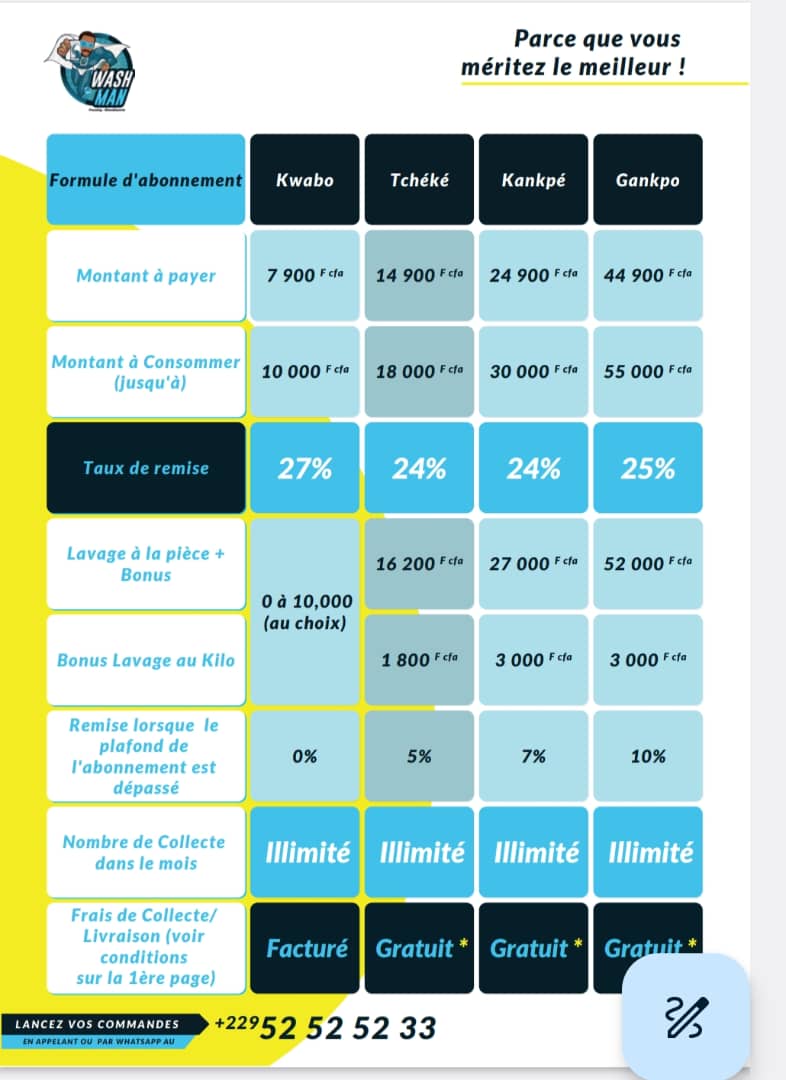 WASH
MAN
Parce que vous
méritez le meilleur !
Formule d'abonnement Kwabo Tchéké Kankpé Gankpo
Montant à payer 7 900 F cfa 14 900 F cfa 24 900 F cfa 44 900 F cfa
Montant à Consommer
(jusqu'à) 10 000 F cfa 18 000 F cfa 30 000 F cfa 55 000 F cfa
Taux de remise 27% 24% 24% 25%
Lavage à la pièce +
Bonus 16 200 F cfa 27 000 F cfa 52 000 F cfa
0 à 10,000
(au choix)
Bonus Lavage au Kilo 1 800 F cfa 3 000 F cfa 3 000 F cfa
Remise lorsque le
plafond de
l'abonnement est
dépassé 0% 5% 7% 10%
Nombre de Collecte
dans le mois Illimité Illimité Illimité Illimité
Frais de Collecte/
Livraison (voir
conditions
sur la 1ère page) Facturé Gratuit * Gratuit * Gratuit *
LANCEZ VOS COMMANDES
EN APPELANT OU PAR WHATSAPP AU
+229 52 52 52 33